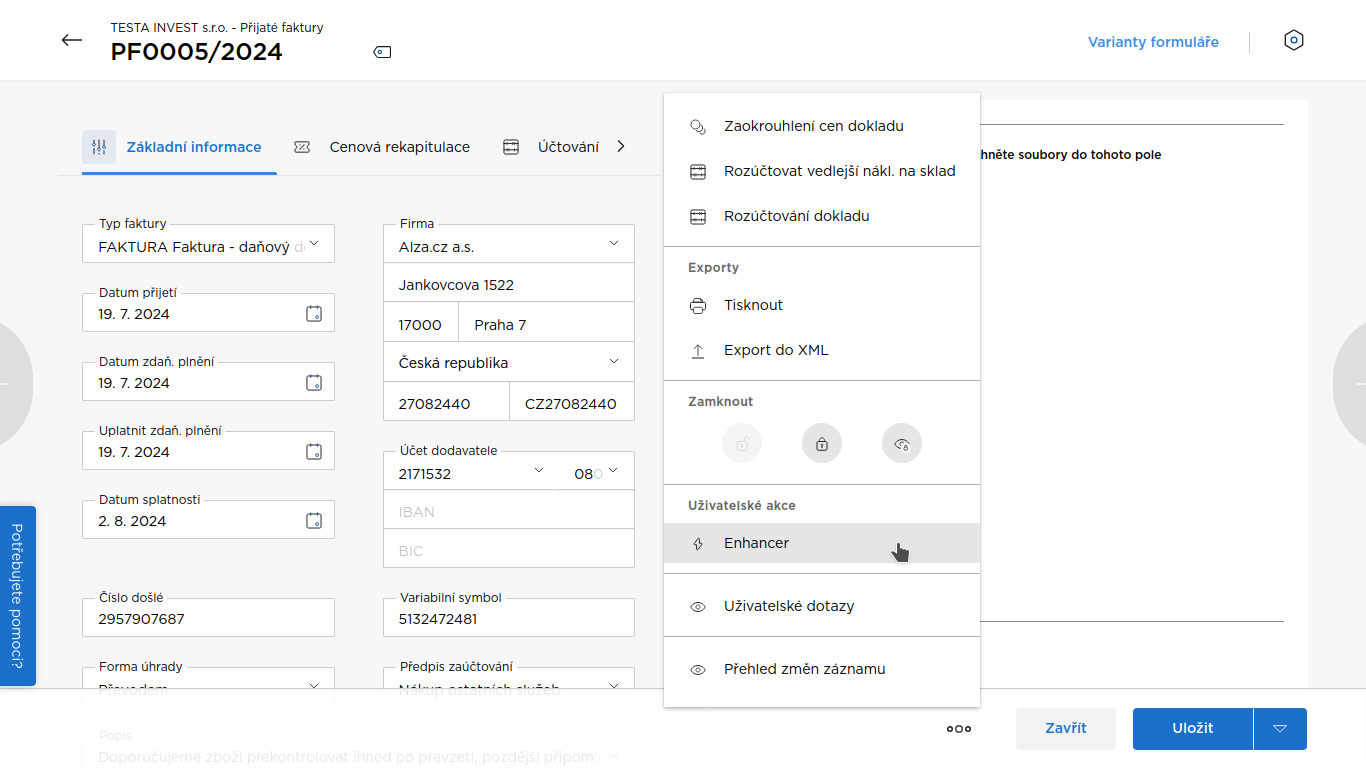 TESTA INVEST s.r.o. - Přijaté faktury
PF0005/2024
Varianty formuláře
Základní informace
Cenová rekapitulace
Účtování
Typ faktury
FAKTURA Faktura - daňový do
Datum přijetí
19. 7. 2024
Datum zdaň. plnění
19. 7. 2024
Uplatnit zdaň. plnění
19. 7. 2024
Datum splatnosti
2. 8. 2024
Číslo došlé
2957907687
Forma úhrady
Převodem
Popis
Doporučujeme zboží překontrolovat ihned po převzetí, pozdější připom
Firma
Alza.cz a.s.
Jankovcova 1522
17000
Praha 7
Česká republika
27082440
CZ27082440
Účet dodavatele
2171532
080
IBAN
BIC
Variabilní symbol
5132472481
Předpis zaúčtování
Nákup ostatních služeb
Zaokrouhlení cen dokladu
Rozúčtovat vedlejší nákl. na sklad
Rozúčtování dokladu
Exporty
Tisknout
Export do XML
Zamknout
Uživatelské akce
Enhancer
Uživatelské dotazy
Přehled změn záznamu
hněte soubory do tohoto pole
Potřebujete pomoci?
Zavřít
Uložit